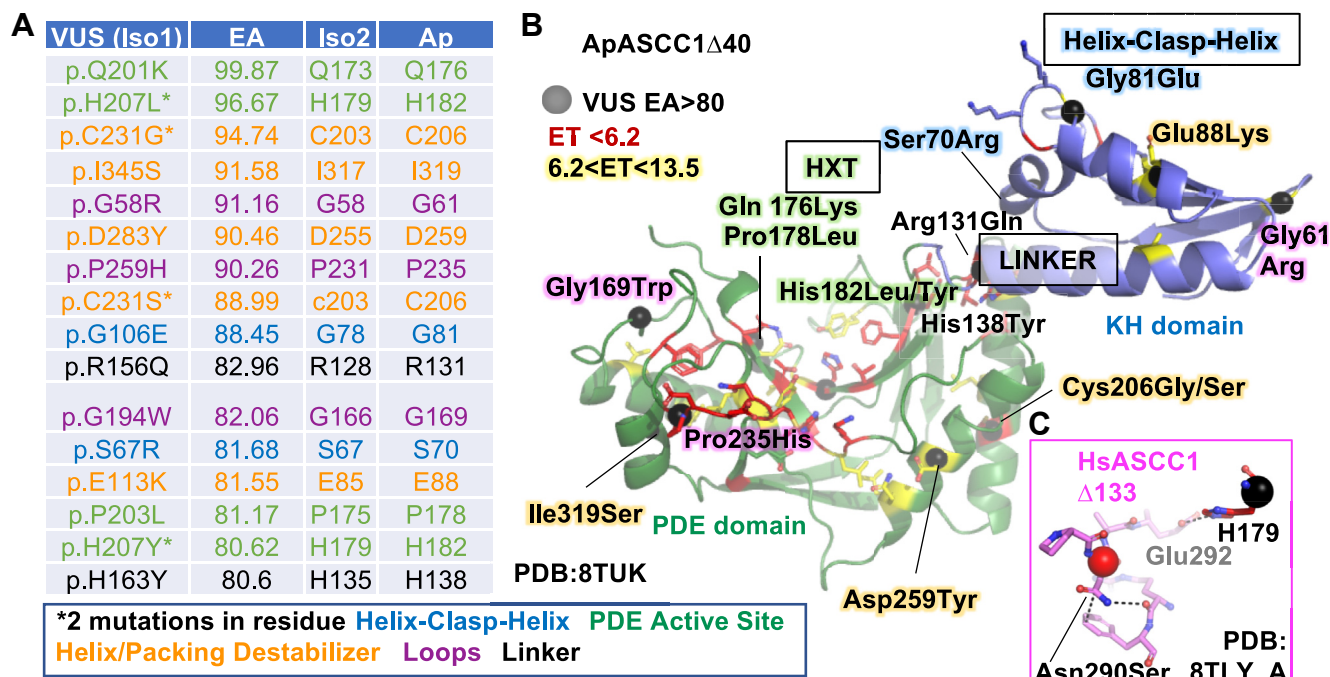 A
VUS (Iso1) EA Iso2 Ap
p.Q201K 99.87 Q173 Q176
p.H207L* 96.67 H179 H182
p.C231G* 94.74 C203 C206
p.I345S 91.58 I317 I319
p.G58R 91.16 G58 G61
p.D283Y 90.46 D255 D259
p.P259H 90.26 P231 P235
p.C231S* 88.99 c203 C206
p.G106E 88.45 G78 G81
p.R156Q 82.96 R128 R131
p.G194W 82.06 G166 G169
p.S67R 81.68 S67 S70
p.E113K 81.55 E85 E88
p.P203L 81.17 P175 P178
p.H207Y* 80.62 H179 H182
p.H163Y 80.6 H135 H138
*2 mutations in residue Helix-Clasp-Helix PDE Active Site
Helix/Packing Destabilizer Loops Linker
B
ApASCC1Δ40
VUS EA>80
ET <6.2
6.2<ET<13.5
Helix-Clasp-Helix
Gly81Glu
Glu88Lys
Ser70Arg
HXT
Gln 176Lys
Pro178Leu
Arg131Gln
Gly61
Arg
LINKER
Gly169Trp
His182Leu/Tyr
His138Tyr
KH domain
Cys206Gly/Ser
Pro235His
Ile319Ser
PDE domain
Asp259Tyr
PDB:8TUK
C
HsASCC1
Δ133
H179
Glu292
Asn290Ser
PDB:
8TLY_A